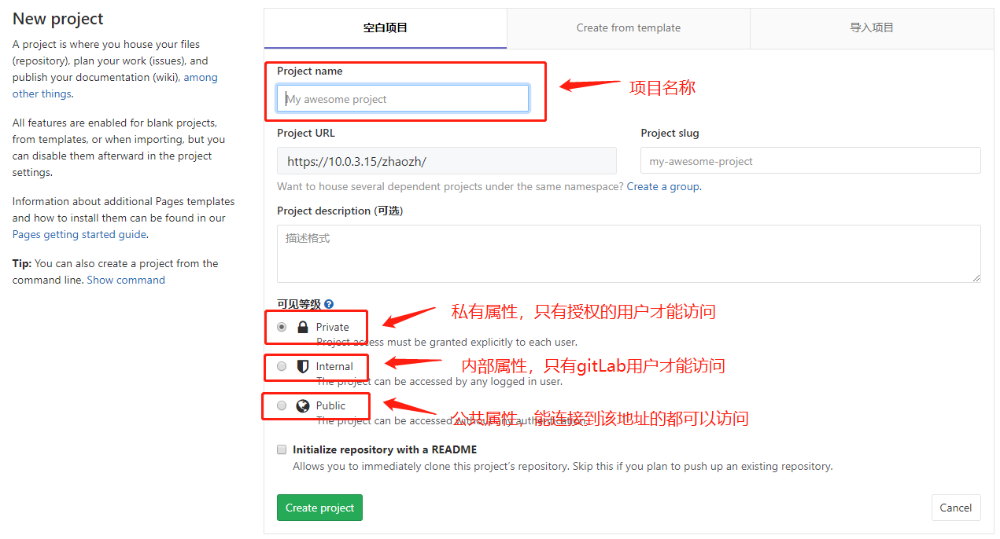 New project
A project is where you house your files
(repository), plan your work (issues), and
publish your documentation (wiki), among
other things.
All features are enabled for blank projects,
from templates, or when importing, but you
can disable them afterward in the project
settings.
Information about additional Pages templates
and how to install them can be found in our
Pages getting started guide.
Tip: You can also create a project from the
command line. Show command
空白项目
Create from template
导入项目
Project name
My awesome project
项目名称
Project URL
Project slug
https://10.0.3.15/zhaozh/
my-awesome-project
Want to house several dependent projects under the same namespace? Create a group.
Project description (可选)
描述格式
可见等级
Private
私有属性，只有授权的用户才能访问
Project access must be granted explicitly to each user.
Internal
内部属性，只有gitLab用户才能访问
The project can be accessed by any logged in user.
Public
公共属性，能连接到该地址的都可以访问
The project can be accessed without any authentication.
Initialize repository with a README
Allows you to immediately clone this project's repository. Skip this if you plan to push up an existing repository.
Create project
Cancel